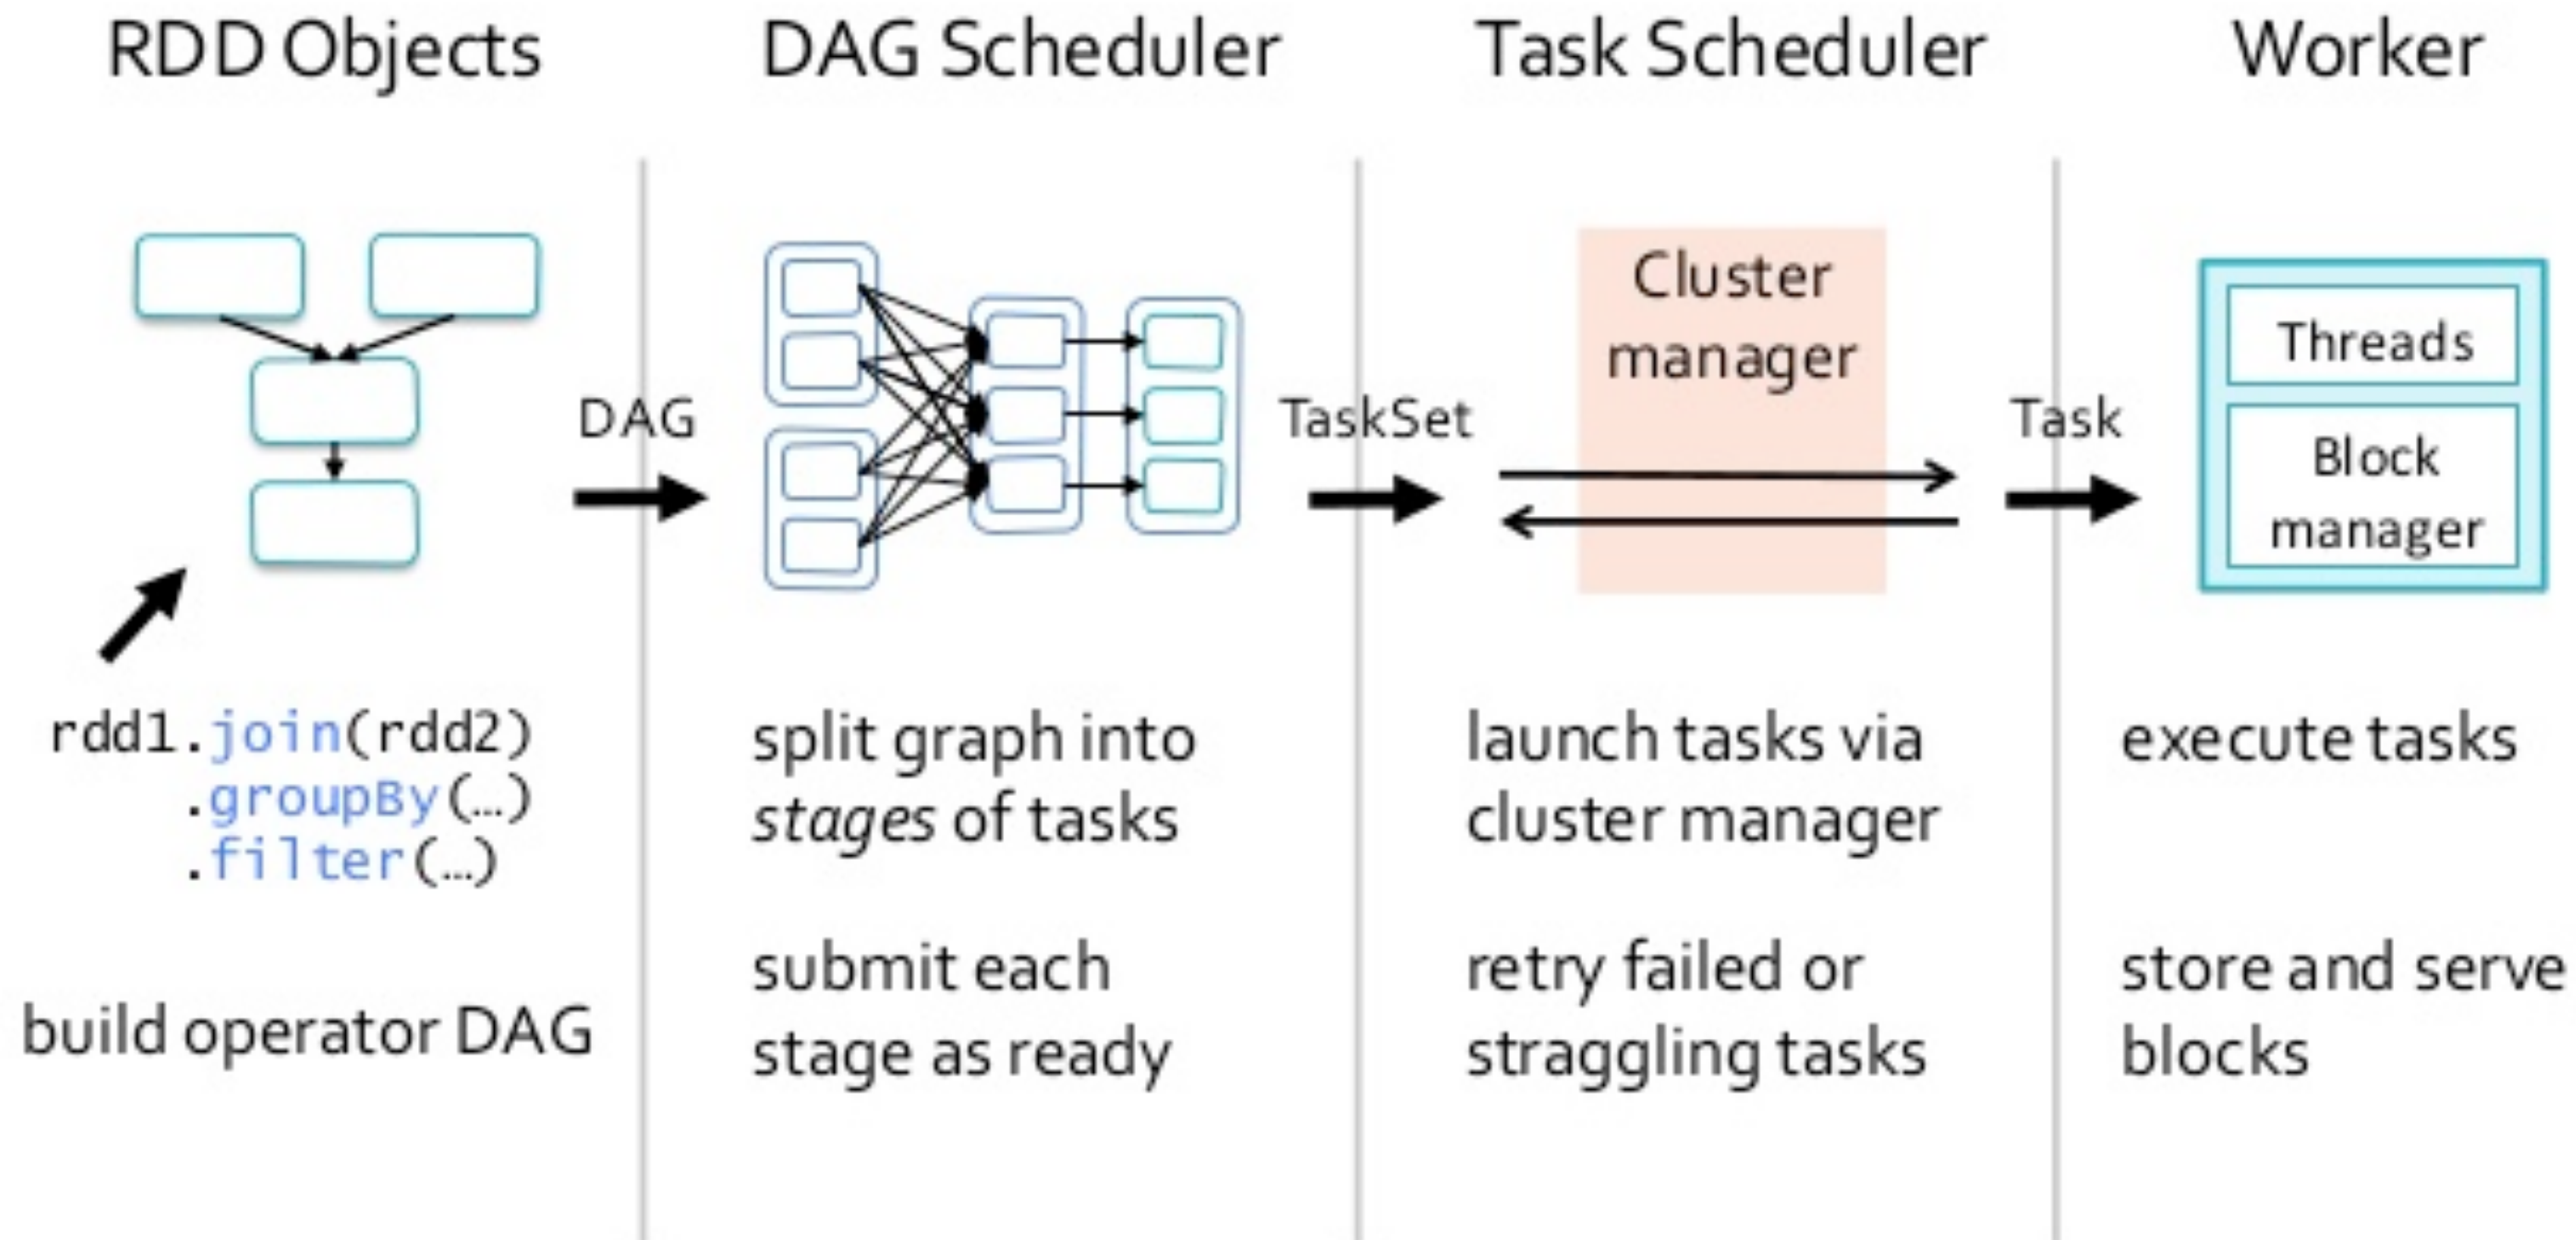 RDD Objects
DAG Scheduler
Task Scheduler
Worker
DAG
TaskSet
Cluster
manager
Task
Threads
Block
manager
rdd1.join(rdd2)
.groupBy(…)
.filter(…)
build operator DAG
split graph into
stages of tasks
submit each
stage as ready
launch tasks via
cluster manager
retry failed or
straggling tasks
execute tasks
store and serve
blocks